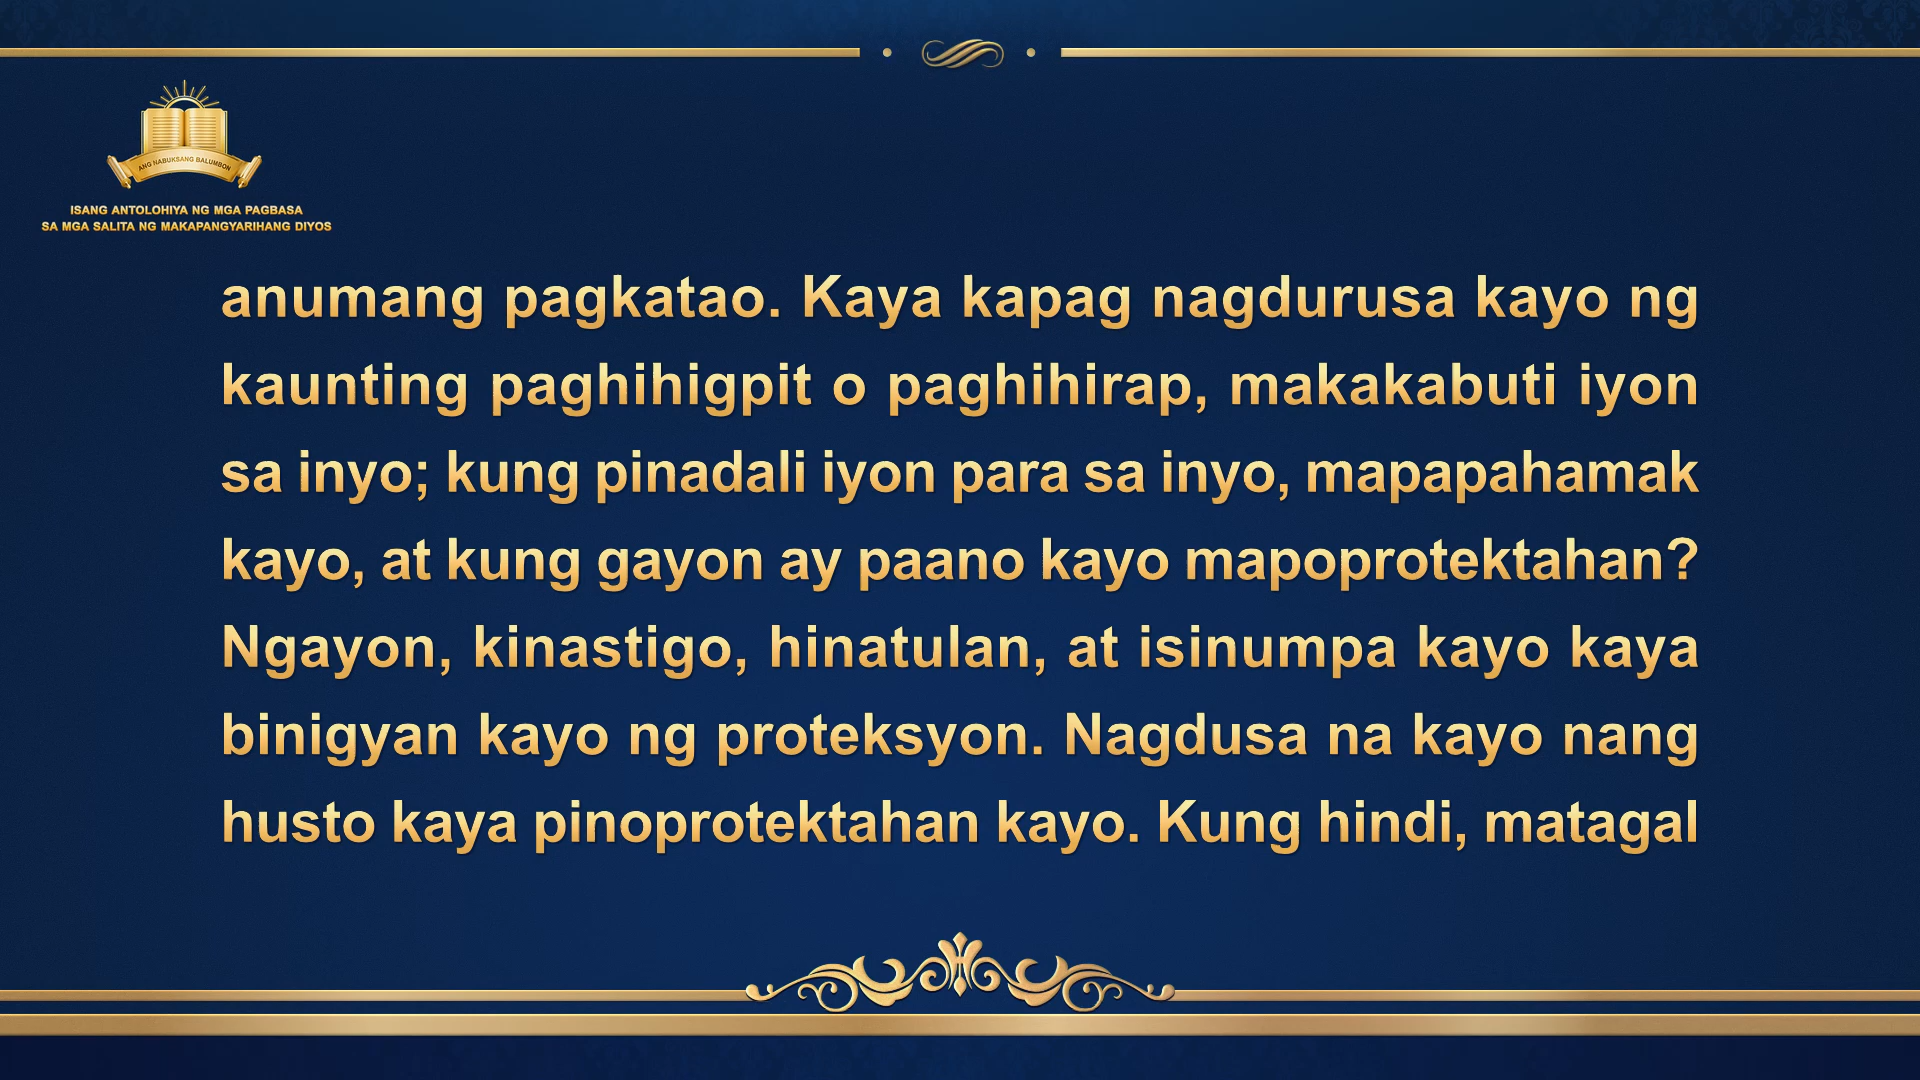 ANG NABUKSANG BALUMBON
ISANG ANTOLOHIYA NG MGA PAGBASA
SA MGA SALITA NG MAKAPANGYARIHANG DIYOS
anumang pagkatao. Kaya kapag nagdurusa kayo ng
kaunting paghihigpit o paghihirap, makakabuti iyon
sa inyo; kung pinadali iyon para sa inyo, mapapahamak
kayo, at kung gayon ay paano kayo mapoprotektahan?
Ngayon, kinastigo, hinatulan, at isinumpa kayo kaya
binigyan kayo ng proteksyon. Nagdusa na kayo nang
husto kaya pinoprotektahan kayo. Kung hindi, matagal